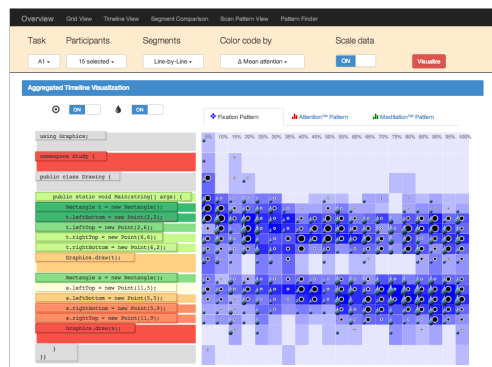 Overview Grid View Timeline View Segment Comparison Scan Pattern View Pattern Finder
Task Participants Segments Color code by Scale data
A1 15 selected Line-by-Line Δ Mean attention ON Visualize
Aggregated Timeline Visualization
ON ON
Fixation Pattern Attention™ Pattern Meditation™ Pattern
0% 10% 15% 20% 25% 30% 35% 40% 45% 50% 55% 60% 65% 70% 75% 80% 85% 90% 95% 100%
using Graphics;
namespace Study {
public class Drawing {
public static void Main(string[] args) {
Rectangle t = new Rectangle();
t.leftBottom = new Point(2,2);
t.leftTop = new Point(2,6);
t.rightTop = new Point(6,6);
t.rightBottom = new Point(6,2);
Graphics.draw(t);
Rectangle s = new Rectangle();
s.leftTop = new Point(11,5);
s.leftBottom = new Point(5,5);
s.rightBottom = new Point(5,9);
s.rightTop = new Point(11,9);
Graphics.draw(s);
}
}}